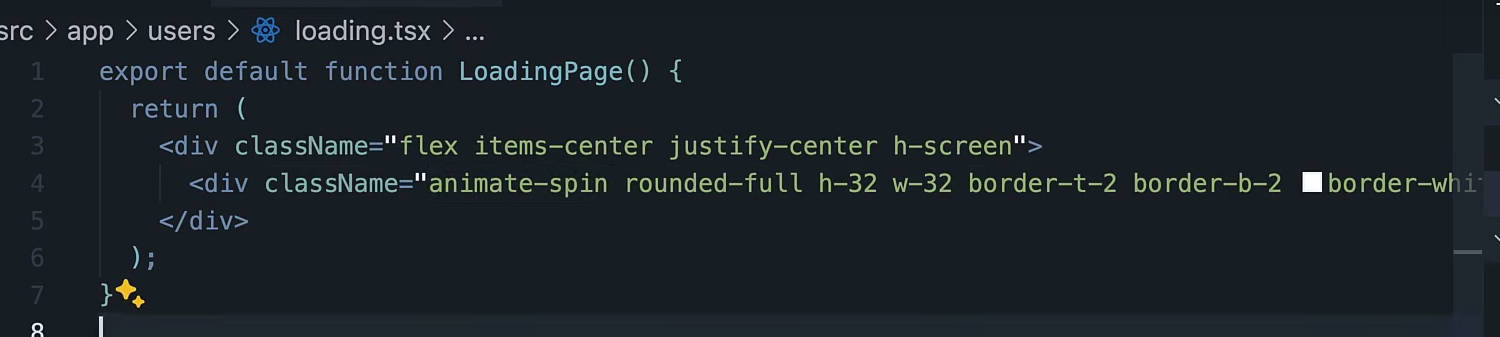 src > app > users > loading.tsx > ...
1 export default function LoadingPage() {
2 return (
3 <div className="flex items-center justify-center h-screen">
4 <div className="animate-spin rounded-full h-32 w-32 border-t-2 border-b-2 border-whi
5 </div>
6 );
7 }
8